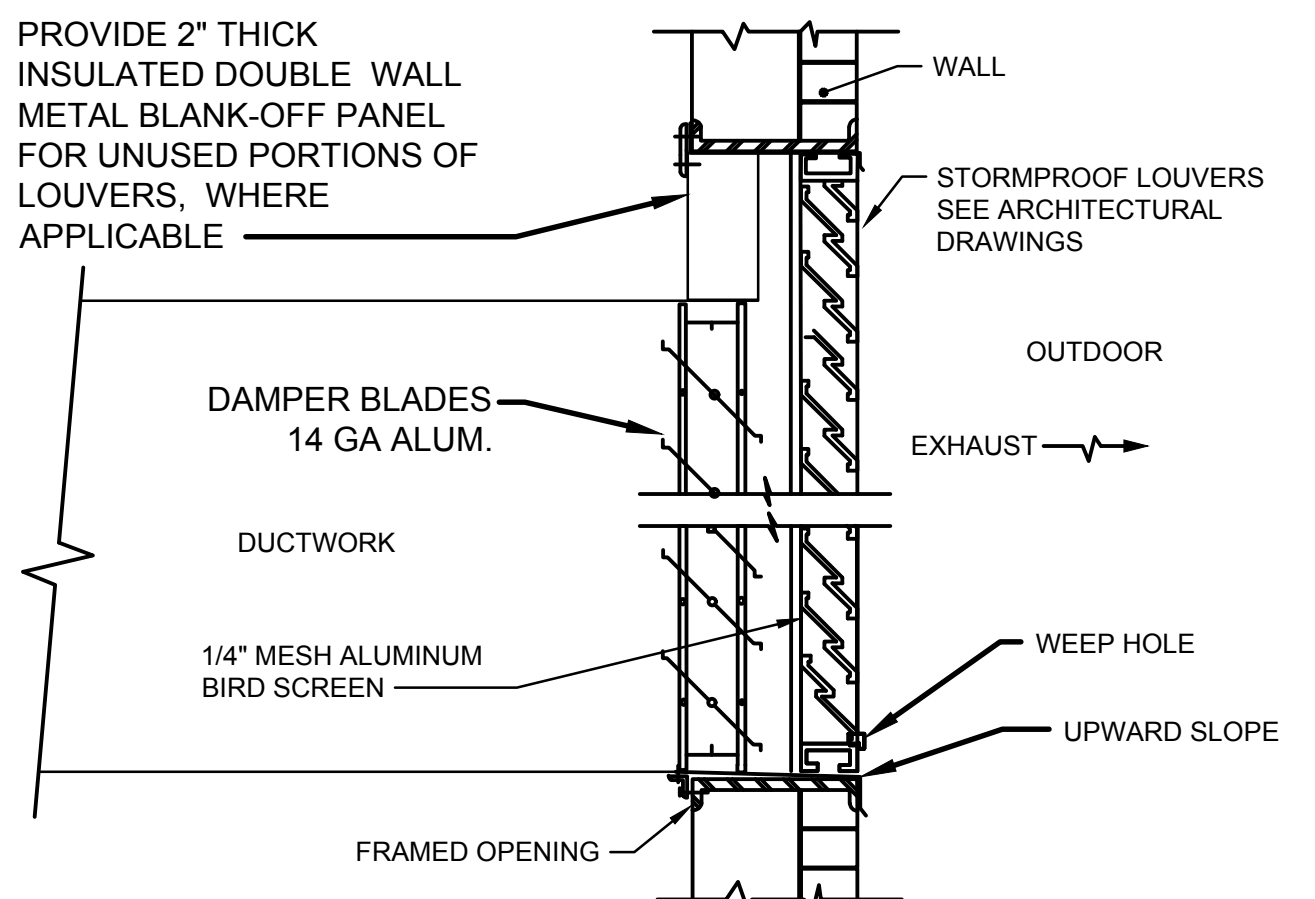 PROVIDE 2" THICK
INSULATED DOUBLE WALL
METAL BLANK-OFF PANEL
FOR UNUSED PORTIONS OF
LOUVERS, WHERE
APPLICABLE
WALL
STORMPROOF LOUVERS
SEE ARCHITECTURAL
DRAWINGS
OUTDOOR
DAMPER BLADES
14 GA ALUM.
EXHAUST
DUCTWORK
1/4" MESH ALUMINUM
BIRD SCREEN
WEEP HOLE
UPWARD SLOPE
FRAMED OPENING